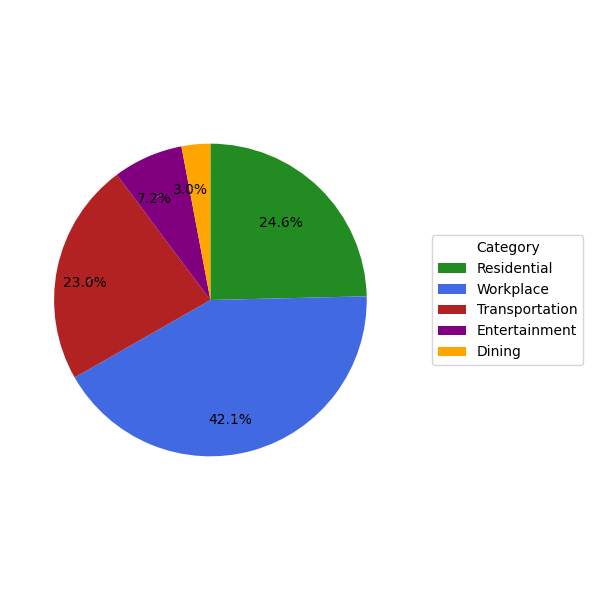 3.0%
7.2%
24.6%
23.0%
42.1%
Category
Residential
Workplace
Transportation
Entertainment
Dining